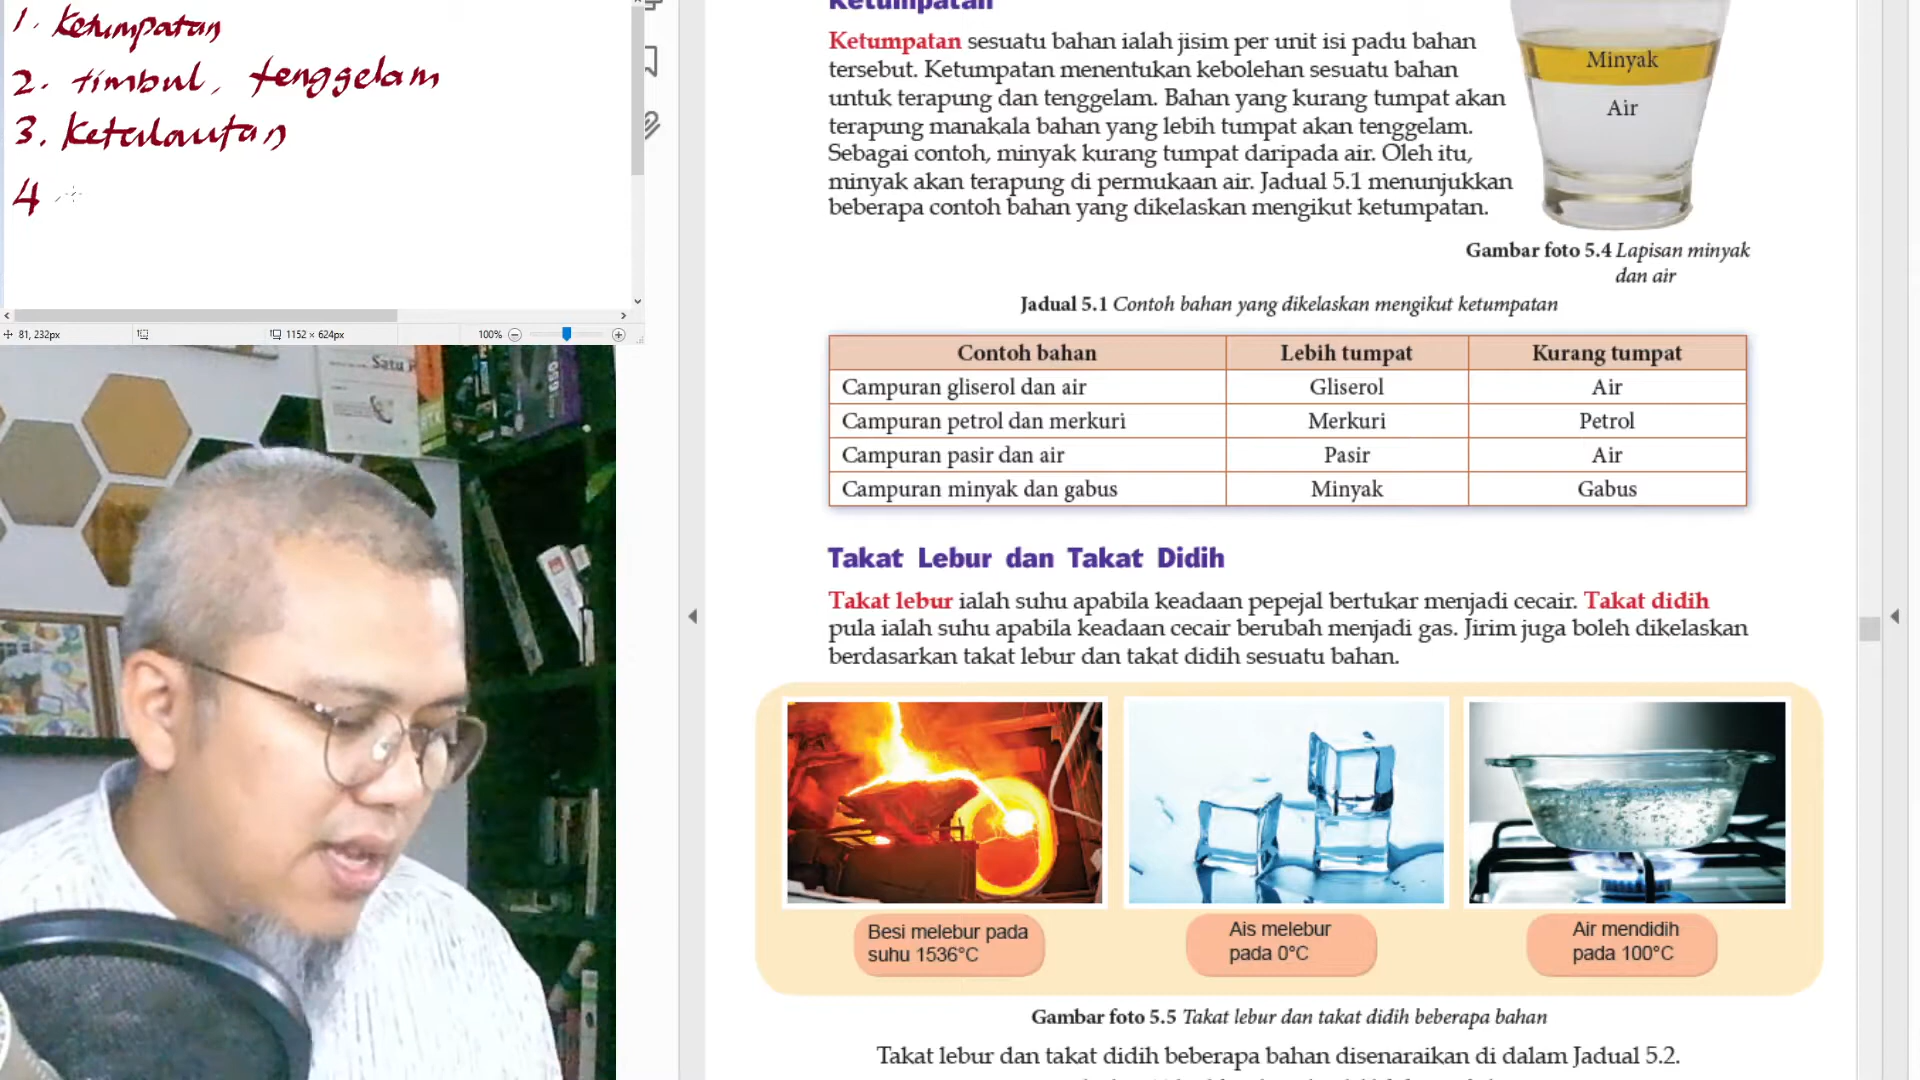 1. Ketumpatan
2. timbul, tenggelam
3. Keterlarutan
4
81, 232px
1152 × 624px
100%
Satu
Ketumpatan
Ketumpatan sesuatu bahan ialah jisim per unit isi padu bahan
tersebut. Ketumpatan menentukan kebolehan sesuatu bahan
untuk terapung dan tenggelam. Bahan yang kurang tumpat akan
terapung manakala bahan yang lebih tumpat akan tenggelam.
Sebagai contoh, minyak kurang tumpat daripada air. Oleh itu,
minyak akan terapung di permukaan air. Jadual 5.1 menunjukkan
beberapa contoh bahan yang dikelaskan mengikut ketumpatan.
Minyak
Air
Gambar foto 5.4 Lapisan minyak
dan air
Jadual 5.1 Contoh bahan yang dikelaskan mengikut ketumpatan
Contoh bahan Lebih tumpat Kurang tumpat
Campuran gliserol dan air Gliserol Air
Campuran petrol dan merkuri Merkuri Petrol
Campuran pasir dan air Pasir Air
Campuran minyak dan gabus Minyak Gabus
Takat Lebur dan Takat Didih
Takat lebur ialah suhu apabila keadaan pepejal bertukar menjadi cecair. Takat didih
pula ialah suhu apabila keadaan cecair berubah menjadi gas. Jirim juga boleh dikelaskan
berdasarkan takat lebur dan takat didih sesuatu bahan.
Besi melebur pada
suhu 1536°C
Ais melebur
pada 0°C
Air mendidih
pada 100°C
Gambar foto 5.5 Takat lebur dan takat didih beberapa bahan
Takat lebur dan takat didih beberapa bahan disenaraikan di dalam Jadual 5.2.